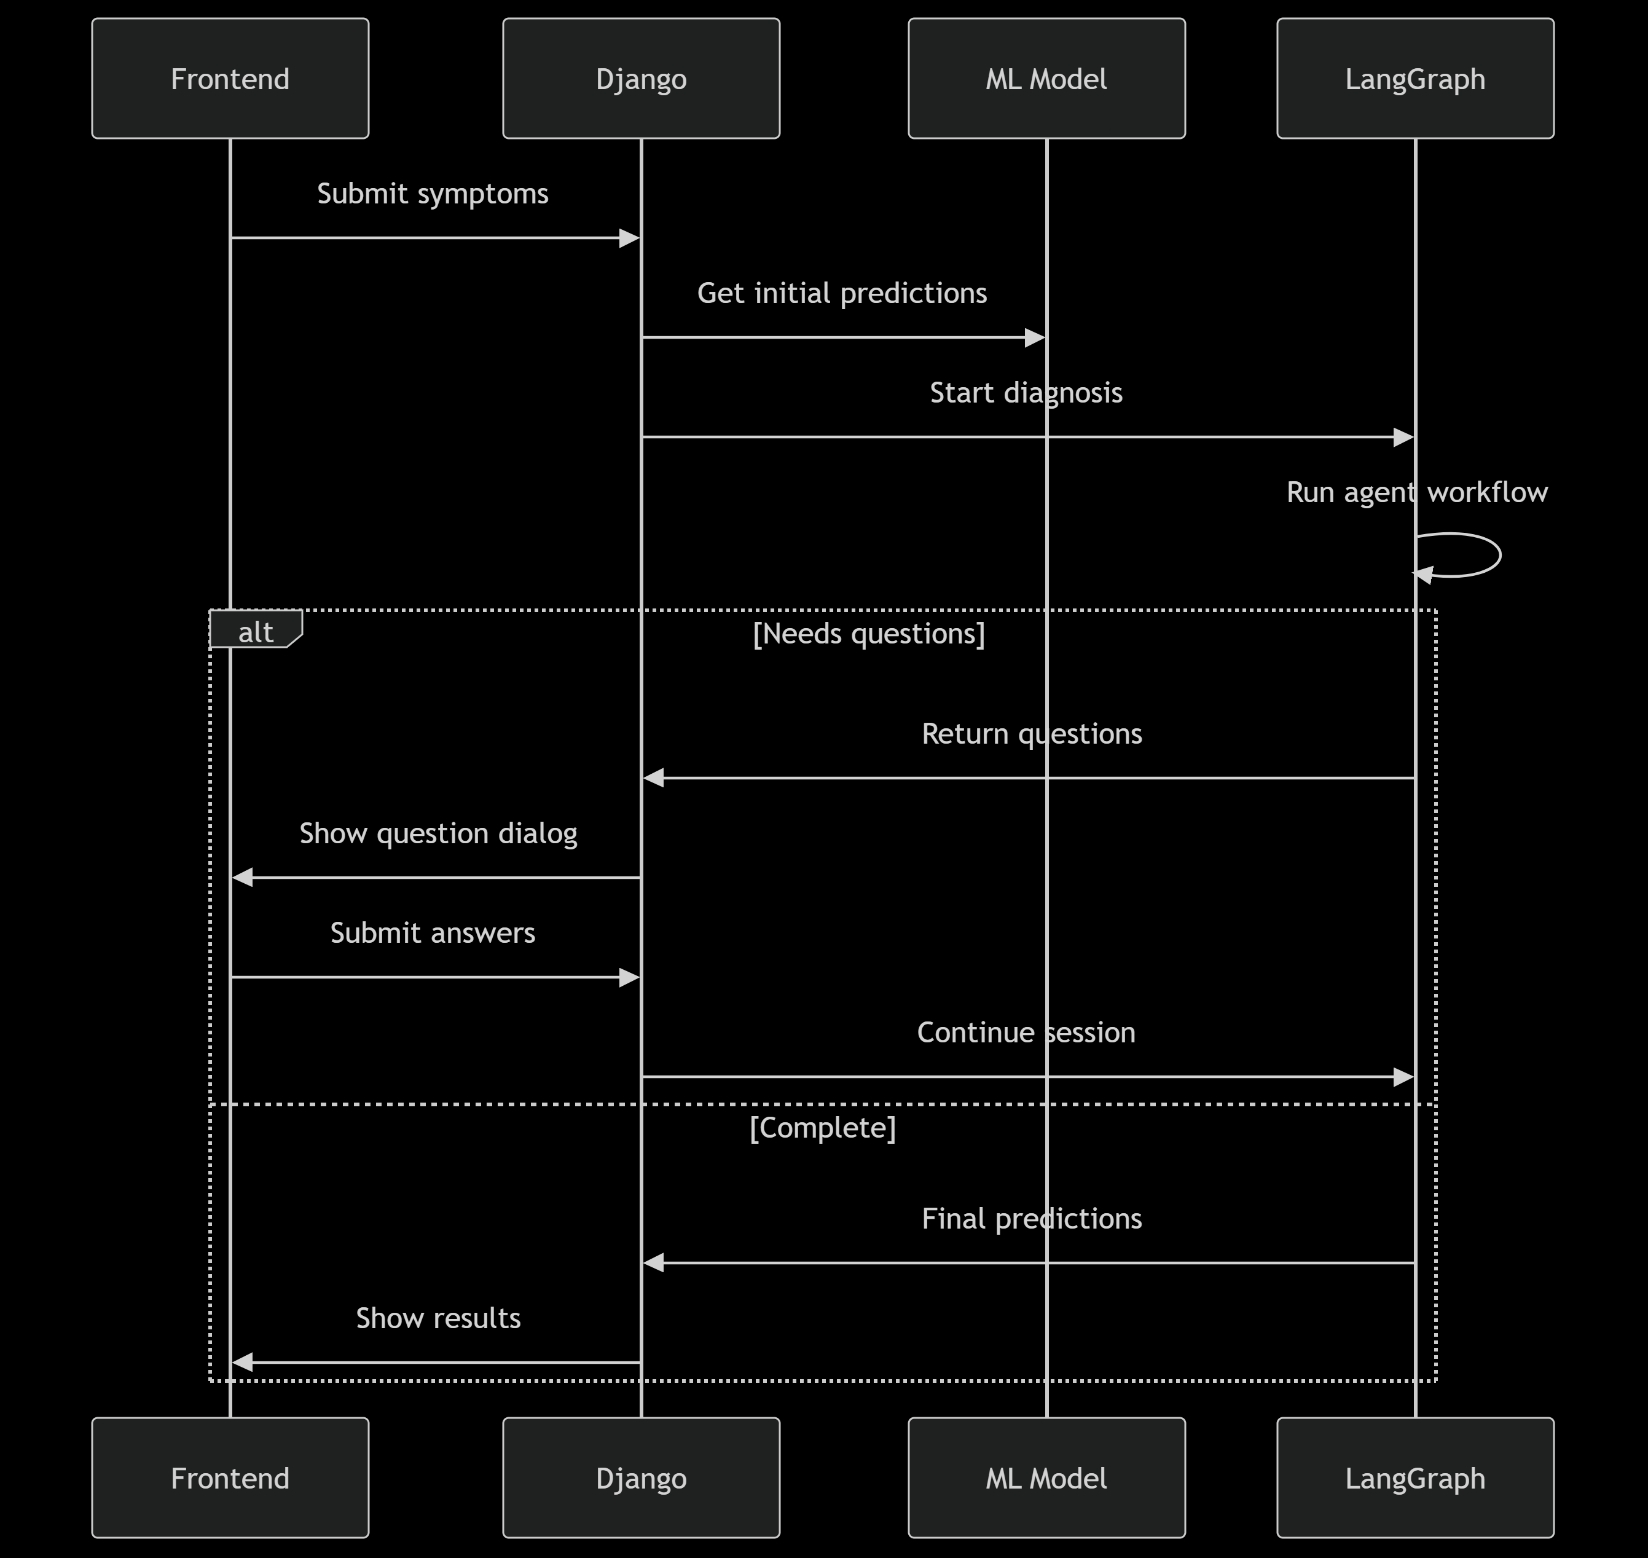 Frontend
Django
ML Model
LangGraph
Submit symptoms
Get initial predictions
Start diagnosis
Run agent workflow
alt
[Needs questions]
Return questions
Show question dialog
Submit answers
Continue session
[Complete]
Final predictions
Show results
Frontend
Django
ML Model
LangGraph